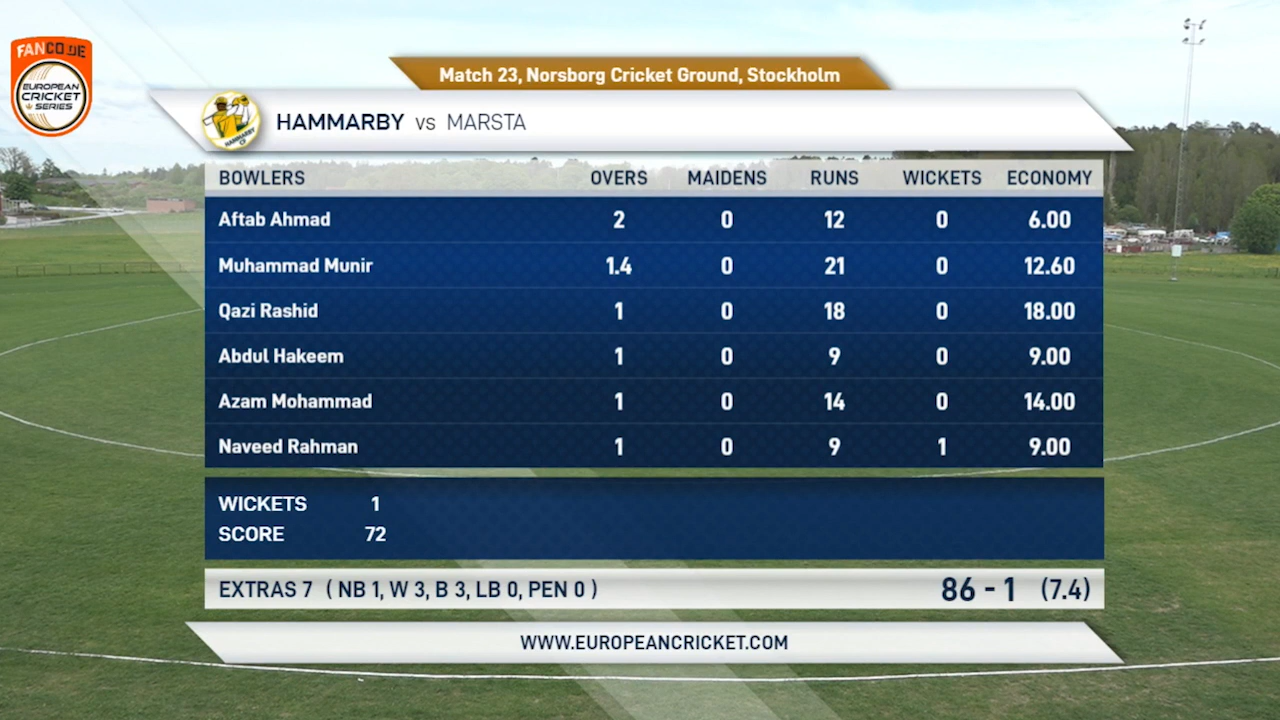 FANCODE
EUROPEAN
CRICKET
SERIES
Match 23, Norsborg Cricket Ground, Stockholm
HAMMARBY vs MARSTA
HAMMARBY
BOWLERS OVERS MAIDENS RUNS WICKETS ECONOMY
Aftab Ahmad 2 0 12 0 6.00
Muhammad Munir 1.4 0 21 0 12.60
Qazi Rashid 1 0 18 0 18.00
Abdul Hakeem 1 0 9 0 9.00
Azam Mohammad 1 0 14 0 14.00
Naveed Rahman 1 0 9 1 9.00
WICKETS 1
SCORE 72
EXTRAS 7 ( NB 1, W 3, B 3, LB 0, PEN 0 ) 86 - 1 (7.4)
WWW.EUROPEANCRICKET.COM